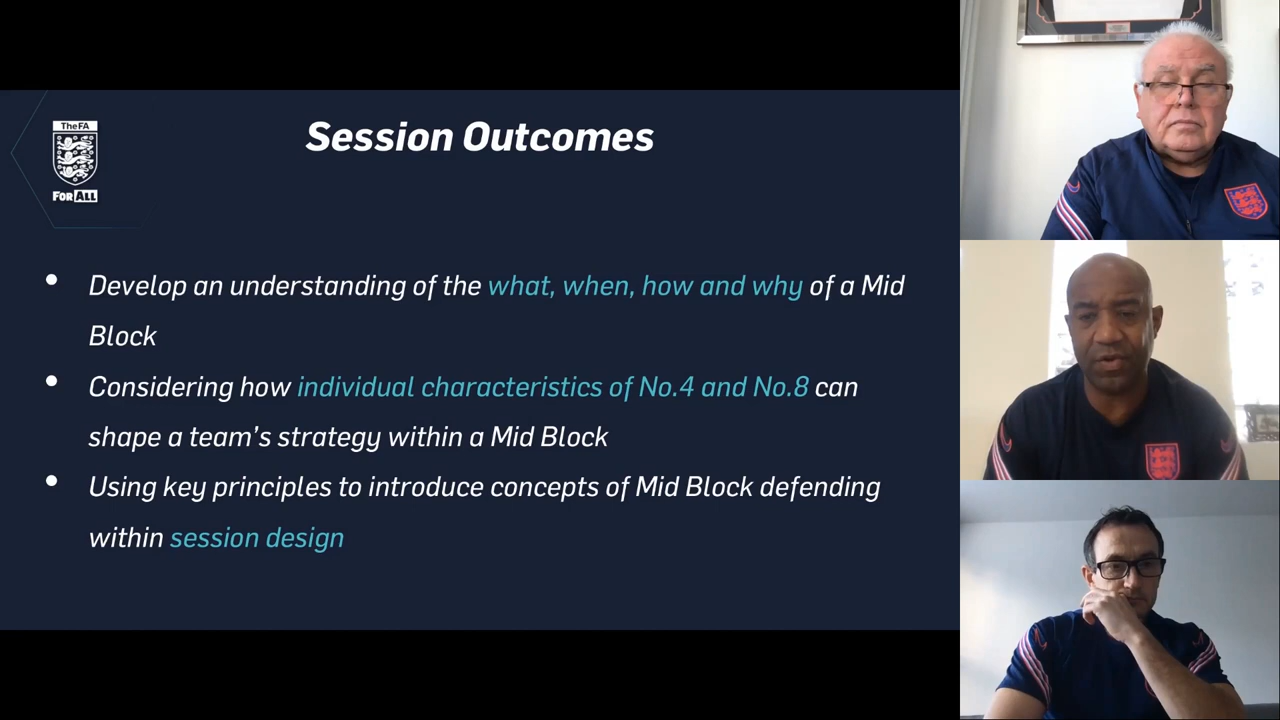 TheFA
FOR ALL
Session Outcomes
• Develop an understanding of the what, when, how and why of a Mid
Block
• Considering how individual characteristics of No.4 and No.8 can
shape a team's strategy within a Mid Block
• Using key principles to introduce concepts of Mid Block defending
within session design